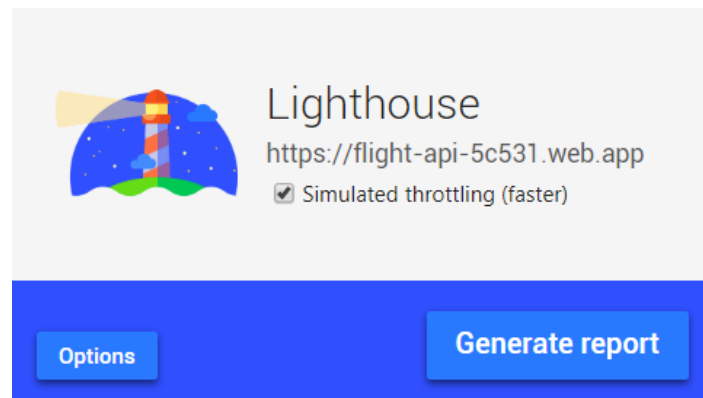 Lighthouse
https://flight-api-5c531.web.app
Simulated throttling (faster)
Options
Generate report